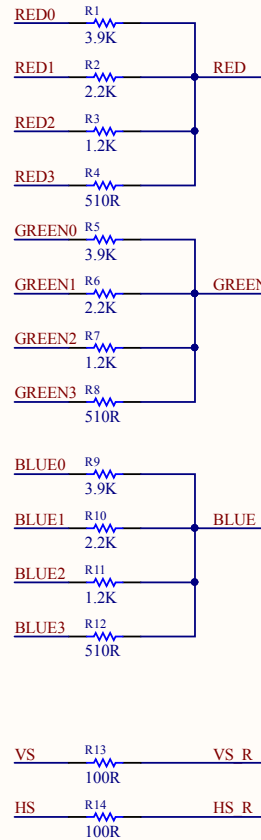 RED0 R1
3.9K
RED1 R2 RED
2.2K
RED2 R3
1.2K
RED3 R4
510R
GREEN0 R5
3.9K
GREEN1 R6 GREEN
2.2K
GREEN2 R7
1.2K
GREEN3 R8
510R
BLUE0 R9
3.9K
BLUE1 R10 BLUE
2.2K
BLUE2 R11
1.2K
BLUE3 R12
510R
VS R13 VS_R
100R
HS R14 HS_R
100R